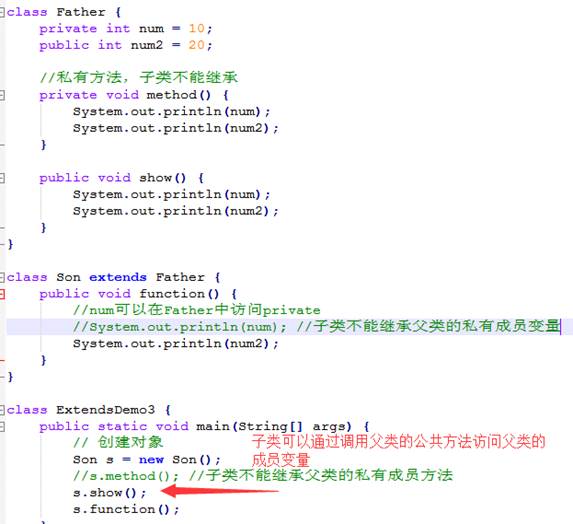 class Father {
    private int num = 10;
    public int num2 = 20;
    //私有方法，子类不能继承
    private void method() {
        System.out.println(num);
        System.out.println(num2);
    }
    public void show() {
        System.out.println(num);
        System.out.println(num2);
    }
}
class Son extends Father {
    public void function() {
        //num可以在Father中访问private
        //System.out.println(num); //子类不能继承父类的私有成员变量
        System.out.println(num2);
    }
}
class ExtendsDemo3 {
    public static void main(String[] args) {
        // 创建对象
        子类可以通过调用父类的公共方法访问父类的
        成员变量
        Son s = new Son();
        //s.method(); //子类不能继承父类的私有成员方法
        s.show();
        s.function();